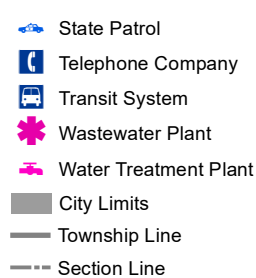 State Patrol
Telephone Company
Transit System
Wastewater Plant
Water Treatment Plant
City Limits
Township Line
Section Line